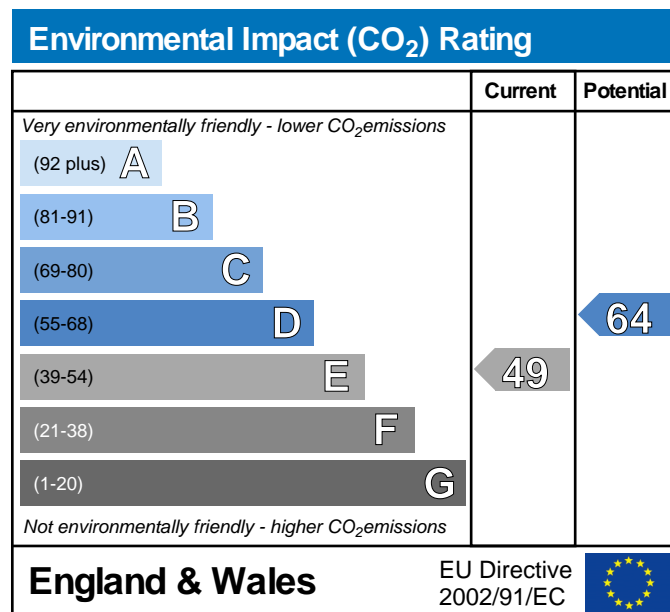 Environmental Impact (CO₂) Rating
Current Potential
Very environmentally friendly - lower CO₂emissions
(92 plus) A
(81-91) B
(69-80) C
(55-68) D
64
(39-54) E
49
(21-38) F
(1-20) G
Not environmentally friendly - higher CO₂emissions
England & Wales
EU Directive
2002/91/EC